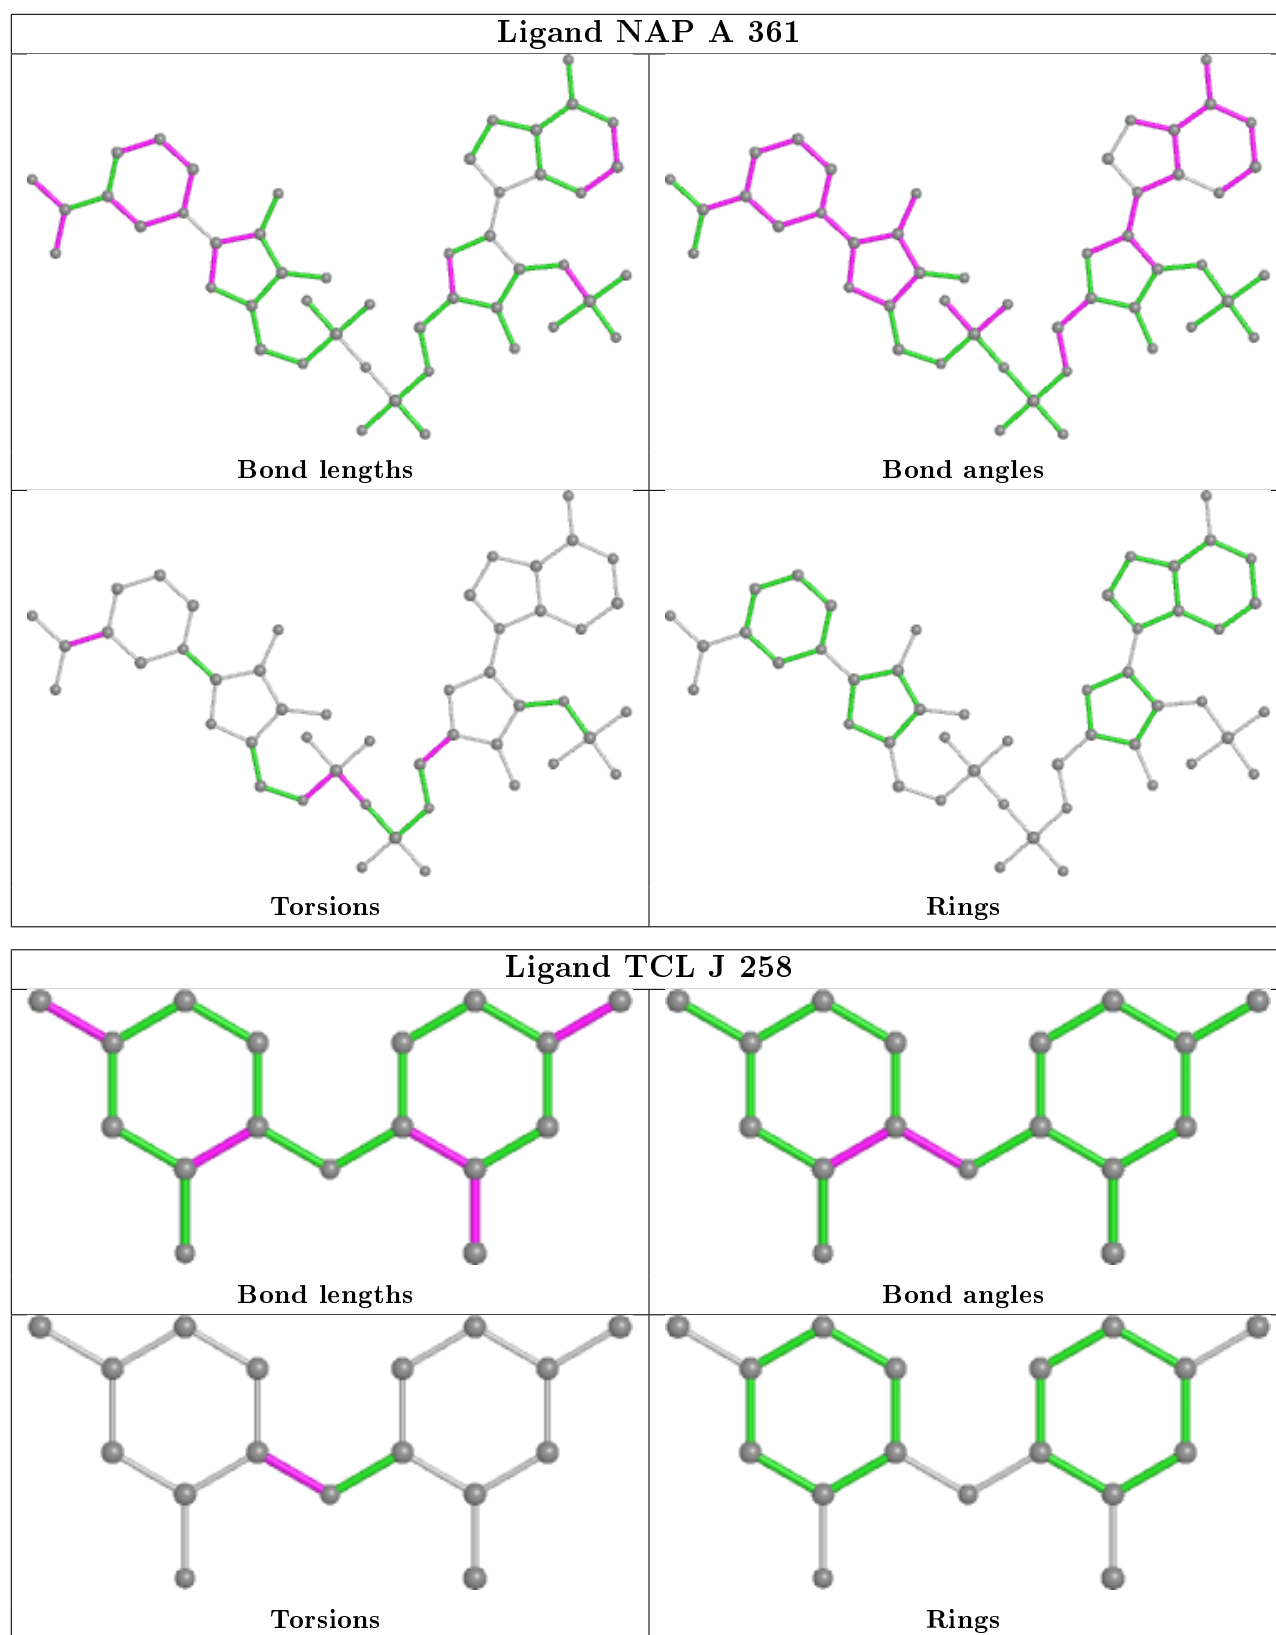 Ligand NAP A 361
Bond lengths
Bond angles
Torsions
Rings
Ligand TCL J 258
Bond lengths
Bond angles
Torsions
Rings